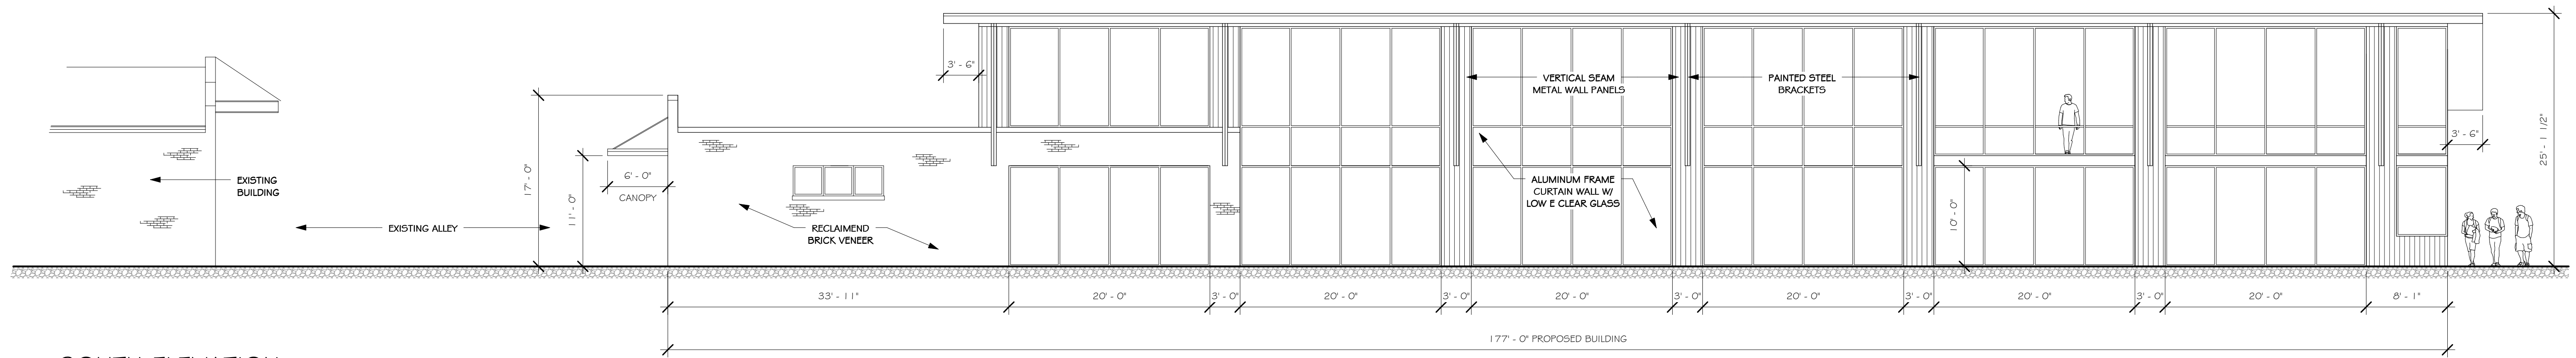 3' - 6"
VERTICAL SEAM
METAL WALL PANELS
PAINTED STEEL
BRACKETS
25' - 1 1/2"
3' - 6"
17' - 0"
11' - 0"
6' - 0"
CANOPY
EXISTING
BUILDING
ALUMINUM FRAME
CURTAIN WALL W/
LOW E CLEAR GLASS
10' - 0"
EXISTING ALLEY
RECLAIMEND
BRICK VENEER
33' - 11"
20' - 0"
3' - 0"
20' - 0"
3' - 0"
20' - 0"
3' - 0"
20' - 0"
3' - 0"
20' - 0"
3' - 0"
20' - 0"
8' - 1"
177' - 0" PROPOSED BUILDING